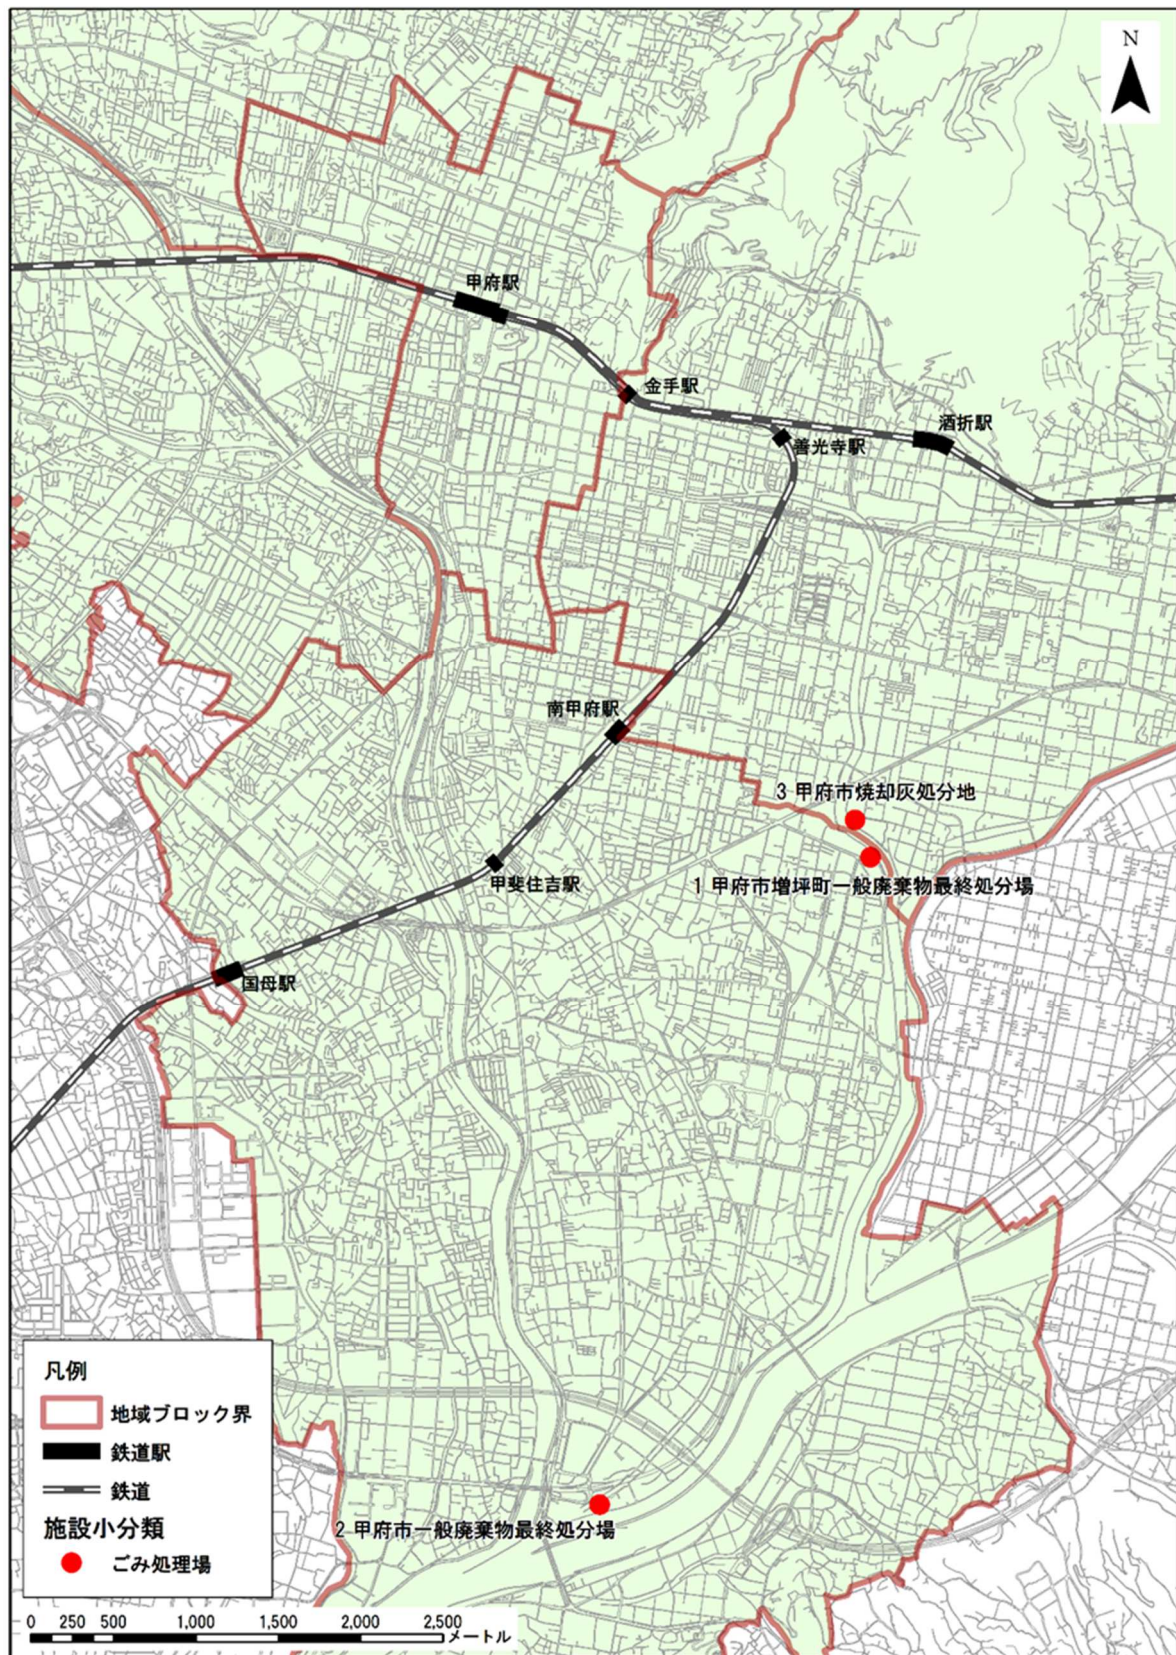 N
甲府駅
金手駅
酒折駅
善光寺駅
南甲府駅
3 甲府市焼却灰処分地
甲斐住吉駅
1 甲府市増坪町一般廃棄物最終処分場
国母駅
2 甲府市一般廃棄物最終処分場
凡例
地域ブロック界
鉄道駅
鉄道
施設小分類
ごみ処理場
0 250 500 1,000 1,500 2,000 2,500
メートル